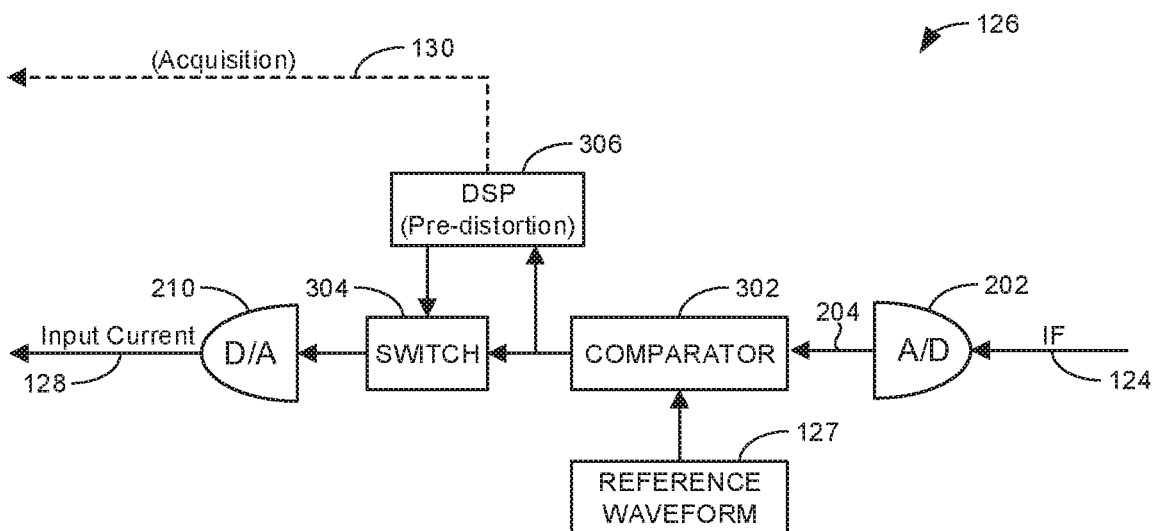 126
(Acquisition)
130
306
DSP
(Pre-distortion)
210
304
302
202
204
Input Current
D/A
SWITCH
COMPARATOR
A/D
IF
128
124
127
REFERENCE
WAVEFORM